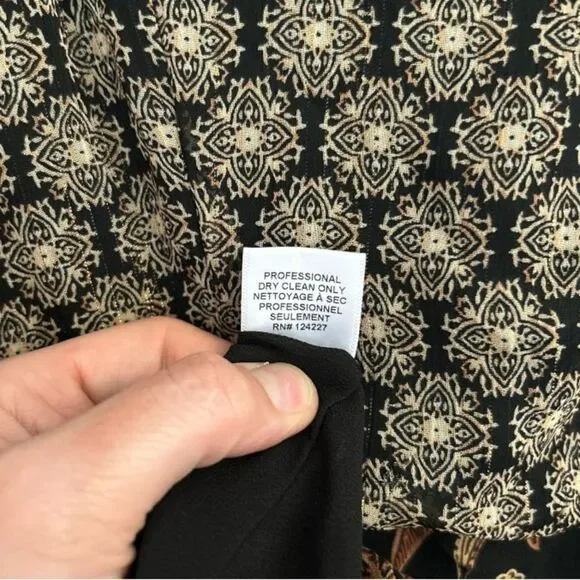 PROFESSIONAL
DRY CLEAN ONLY
NETTOYAGE À SEC
PROFESSIONNEL
SEULEMENT
RN# 124227